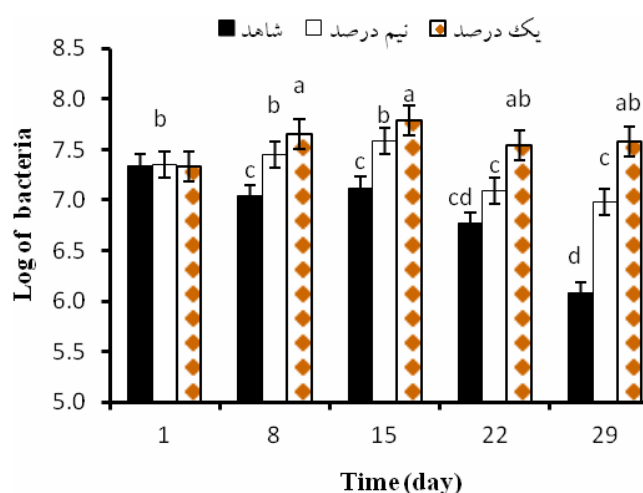 شاهد نیم درصد یک درصد
8.5
8.0
7.5
7.0
6.5
6.0
5.5
5.0
Log of bacteria
b
c b a
c b a
cd c ab
d c ab
1 8 15 22 29
Time (day)